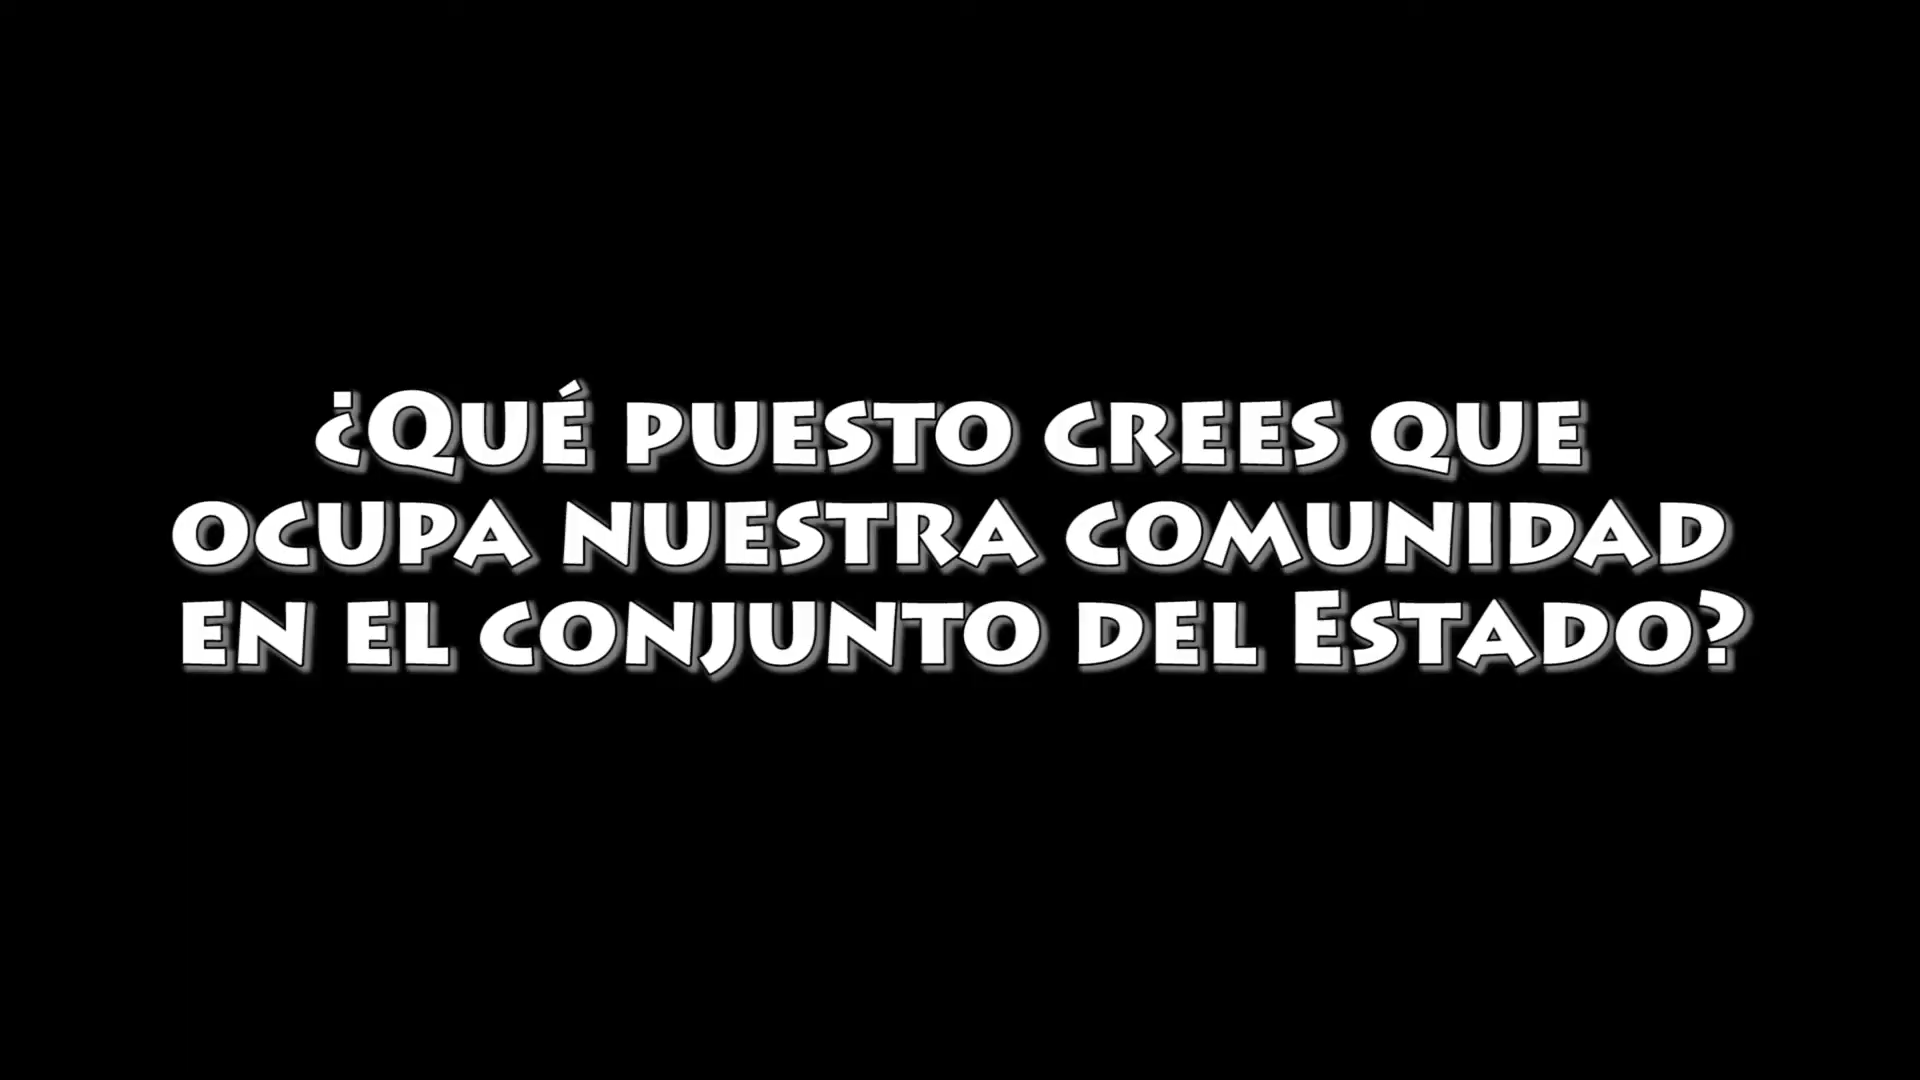 ¿Qué puesto crees que
ocupa nuestra comunidad
en el conjunto del Estado?